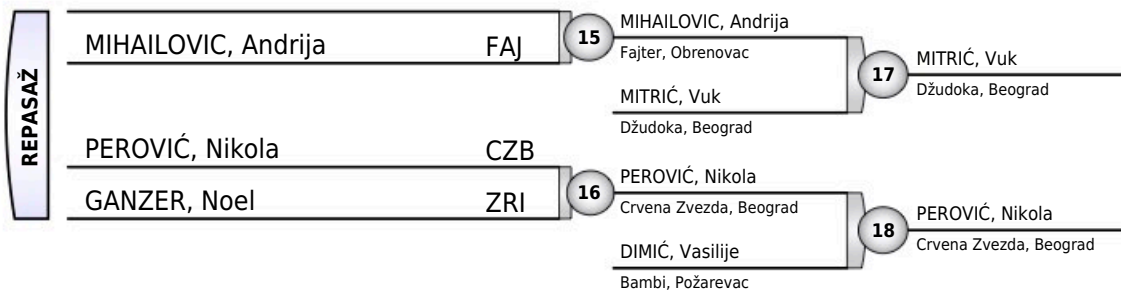 REPASAŽ
MIHAILOVIC, Andrija FAJ
PEROVIĆ, Nikola CZB
GANZER, Noel ZRI
15
MIHAILOVIC, Andrija
Fajter, Obrenovac
MITRIĆ, Vuk
Džudoka, Beograd
16
PEROVIĆ, Nikola
Crvena Zvezda, Beograd
DIMIĆ, Vasilije
Bambi, Požarevac
17
MITRIĆ, Vuk
Džudoka, Beograd
18
PEROVIĆ, Nikola
Crvena Zvezda, Beograd